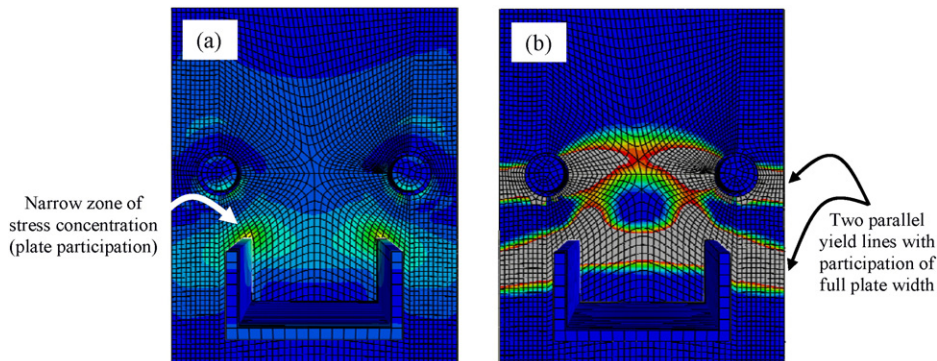 (a)
(b)
Narrow zone of
stress concentration
(plate participation)
Two parallel
yield lines with
participation of
full plate width